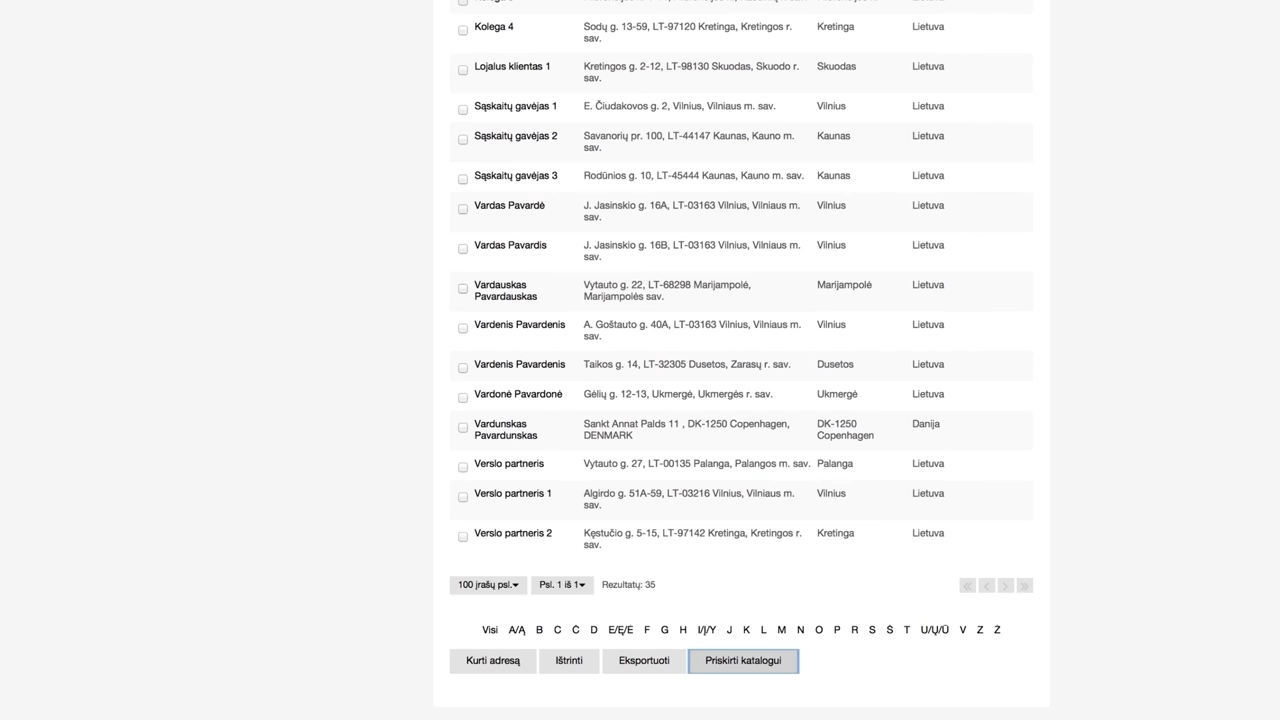 Kolega 4 Sodų g. 13-59, LT-97120 Kretinga, Kretingos r. Kretinga Lietuva
sav.
Lojalus klientas 1 Kretingos g. 2-12, LT-98130 Skuodas, Skuodo r. Skuodas Lietuva
sav.
Sąskaitų gavėjas 1 E. Čiudakovos g. 2, Vilnius, Vilniaus m. sav. Vilnius Lietuva
Sąskaitų gavėjas 2 Savanorių pr. 100, LT-44147 Kaunas, Kauno m. Kaunas Lietuva
sav.
Sąskaitų gavėjas 3 Rodūnios g. 10, LT-45444 Kaunas, Kauno m. sav. Kaunas Lietuva
Vardas Pavardė J. Jasinskio g. 16A, LT-03163 Vilnius, Vilniaus m. Vilnius Lietuva
sav.
Vardas Pavardis J. Jasinskio g. 16B, LT-03163 Vilnius, Vilniaus m. Vilnius Lietuva
sav.
Vardauskas Vytauto g. 22, LT-68298 Marijampolė, Marijampolė Lietuva
Pavardauskas Marijampolės sav.
Vardenis Pavardenis A. Goštauto g. 40A, LT-03163 Vilnius, Vilniaus m. Vilnius Lietuva
sav.
Vardenis Pavardenis Taikos g. 14, LT-32305 Dusetos, Zarasų r. sav. Dusetos Lietuva
Vardonė Pavardonė Gėlių g. 12-13, Ukmergė, Ukmergės r. sav. Ukmergė Lietuva
Vardunskas Sankt Annat Palds 11 , DK-1250 Copenhagen, DK-1250 Danija
Pavardunskas DENMARK Copenhagen
Verslo partneris Vytauto g. 27, LT-00135 Palanga, Palangos m. sav. Palanga Lietuva
Verslo partneris 1 Algirdo g. 51A-59, LT-03216 Vilnius, Vilniaus m. Vilnius Lietuva
sav.
Verslo partneris 2 Kęstučio g. 5-15, LT-97142 Kretinga, Kretingos r. Kretinga Lietuva
sav.
100 įrašų psl. Psl. 1 iš 1 Rezultatų: 35
Visi A/Ą B C Č D E/Ę/Ė F G H I/Į/Y J K L M N O P R S Š T U/Ų/Ū V Z Ž
Kurti adresą Ištrinti Eksportuoti Priskirti katalogui